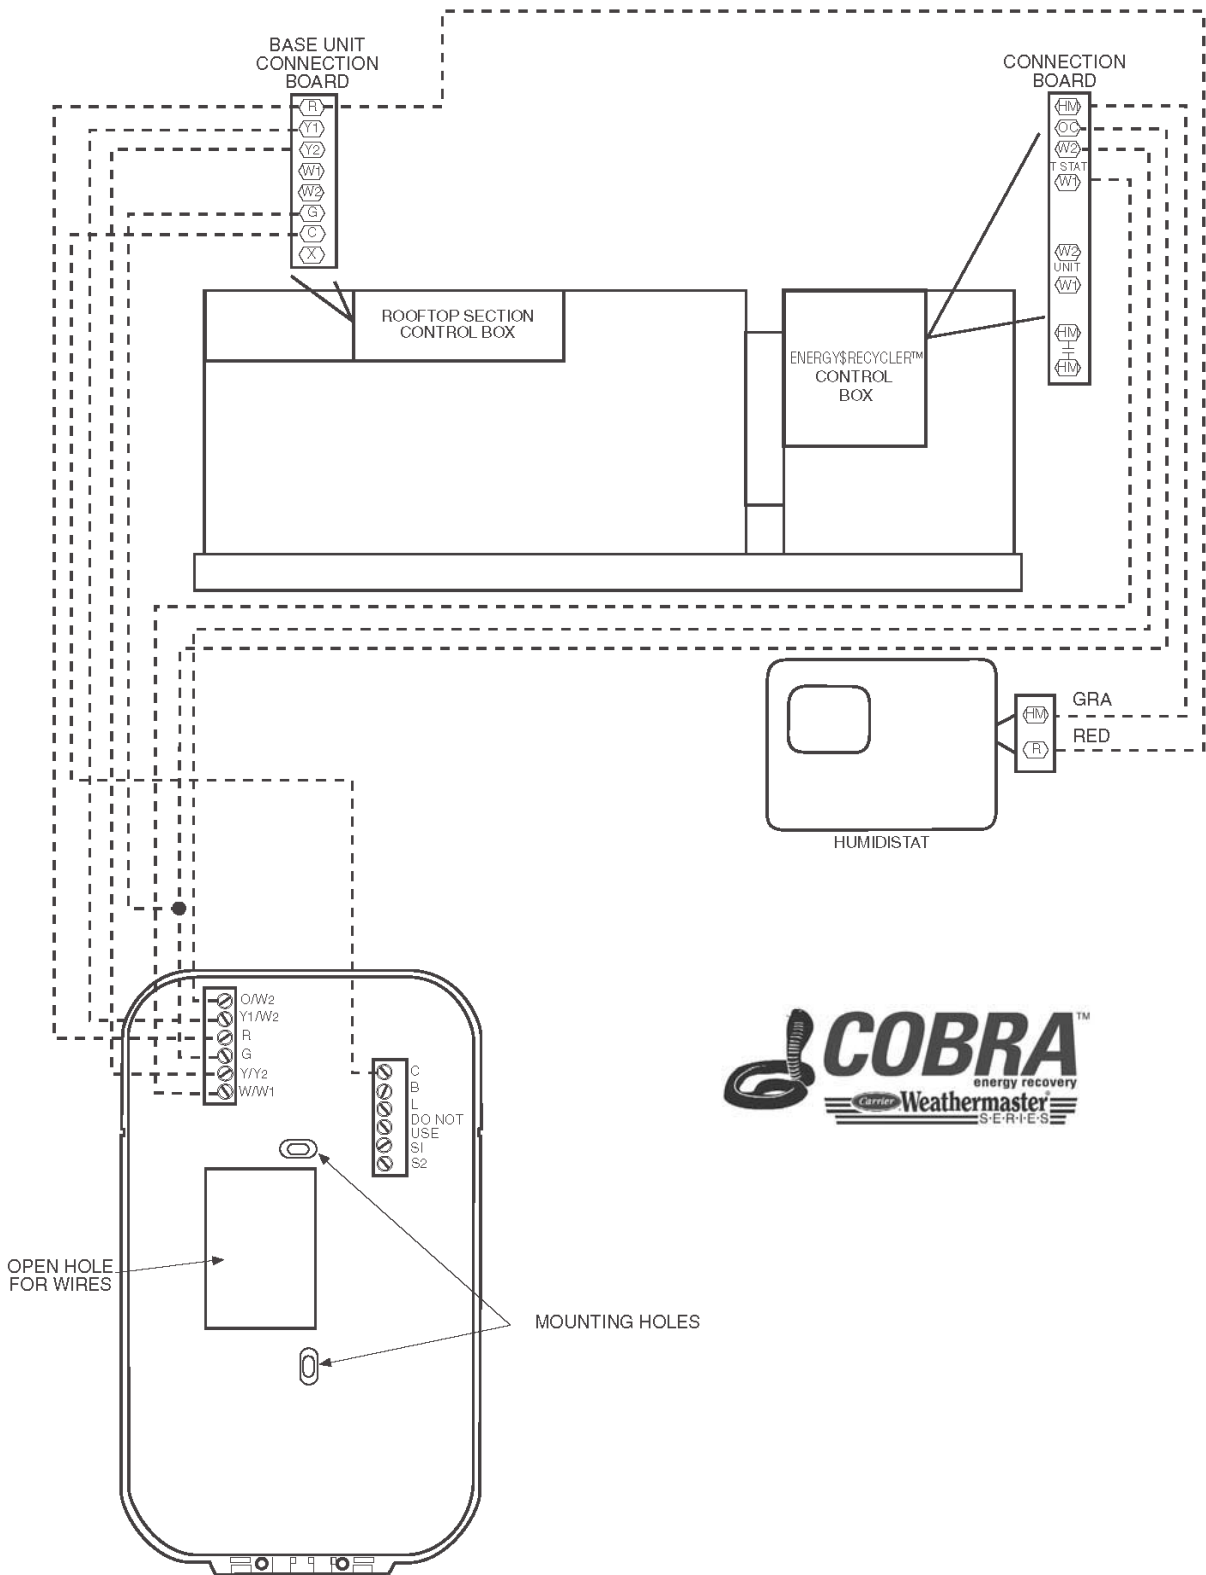 BASE UNIT
CONNECTION
BOARD
R
Y1
Y2
W1
W2
G
C
X
CONNECTION
BOARD
HM
OC
W2
T STAT
W1
W2
UNIT
W1
HM
HM
ROOFTOP SECTION
CONTROL BOX
ENERGY$RECYCLER™
CONTROL
BOX
GRA
HM
RED
R
HUMIDISTAT
O/W2
Y1/W2
R
G
Y/Y2
W/W1
C
B
L
DO NOT
USE
S1
S2
COBRA™
energy recovery
Carrier Weathermaster®
SERIES
OPEN HOLE
FOR WIRES
MOUNTING HOLES